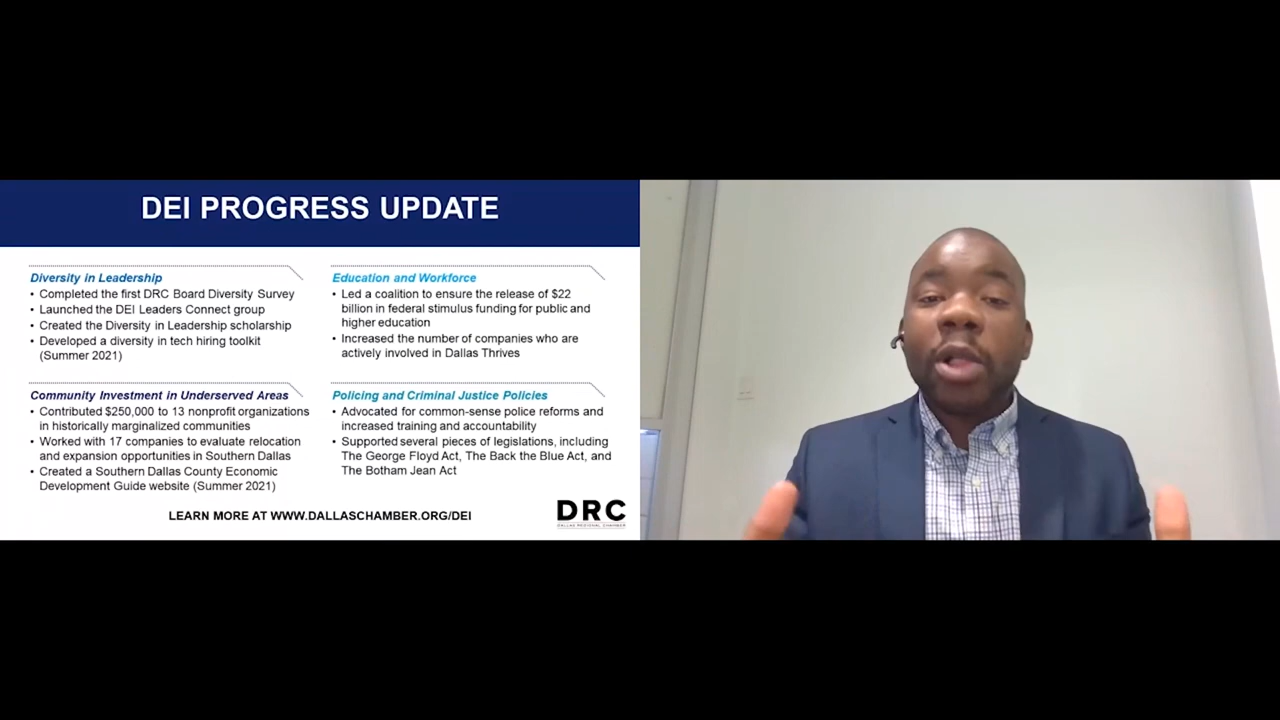 DEI PROGRESS UPDATE
Diversity in Leadership
• Completed the first DRC Board Diversity Survey
• Launched the DEI Leaders Connect group
• Created the Diversity in Leadership scholarship
• Developed a diversity in tech hiring toolkit
(Summer 2021)
Community Investment in Underserved Areas
• Contributed $250,000 to 13 nonprofit organizations
in historically marginalized communities
• Worked with 17 companies to evaluate relocation
and expansion opportunities in Southern Dallas
• Created a Southern Dallas County Economic
Development Guide website (Summer 2021)
Education and Workforce
• Led a coalition to ensure the release of $22
billion in federal stimulus funding for public and
higher education
• Increased the number of companies who are
actively involved in Dallas Thrives
Policing and Criminal Justice Policies
• Advocated for common-sense police reforms and
increased training and accountability
• Supported several pieces of legislations, including
The George Floyd Act, The Back the Blue Act, and
The Botham Jean Act
LEARN MORE AT WWW.DALLASCHAMBER.ORG/DEI
DRC
DALLAS REGIONAL CHAMBER